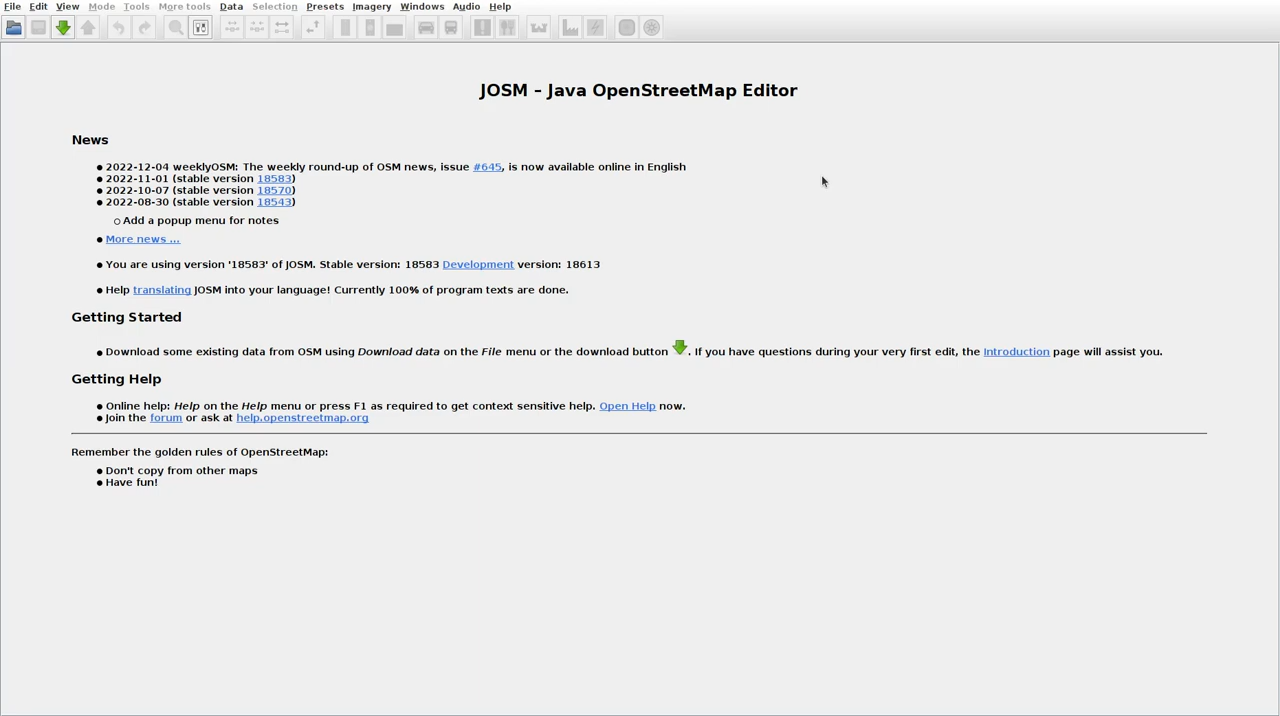 File Edit View Mode Tools More tools Data Selection Presets Imagery Windows Audio Help
JOSM – Java OpenStreetMap Editor
News
2022-12-04 weeklyOSM: The weekly round-up of OSM news, issue #645, is now available online in English
2022-11-01 (stable version 18583)
2022-10-07 (stable version 18570)
2022-08-30 (stable version 18543)
Add a popup menu for notes
More news ...
You are using version '18583' of JOSM. Stable version: 18583 Development version: 18613
Help translating JOSM into your language! Currently 100% of program texts are done.
Getting Started
Download some existing data from OSM using Download data on the File menu or the download button . If you have questions during your very first edit, the Introduction page will assist you.
Getting Help
Online help: Help on the Help menu or press F1 as required to get context sensitive help. Open Help now.
Join the forum or ask at help.openstreetmap.org
Remember the golden rules of OpenStreetMap:
Don't copy from other maps
Have fun!